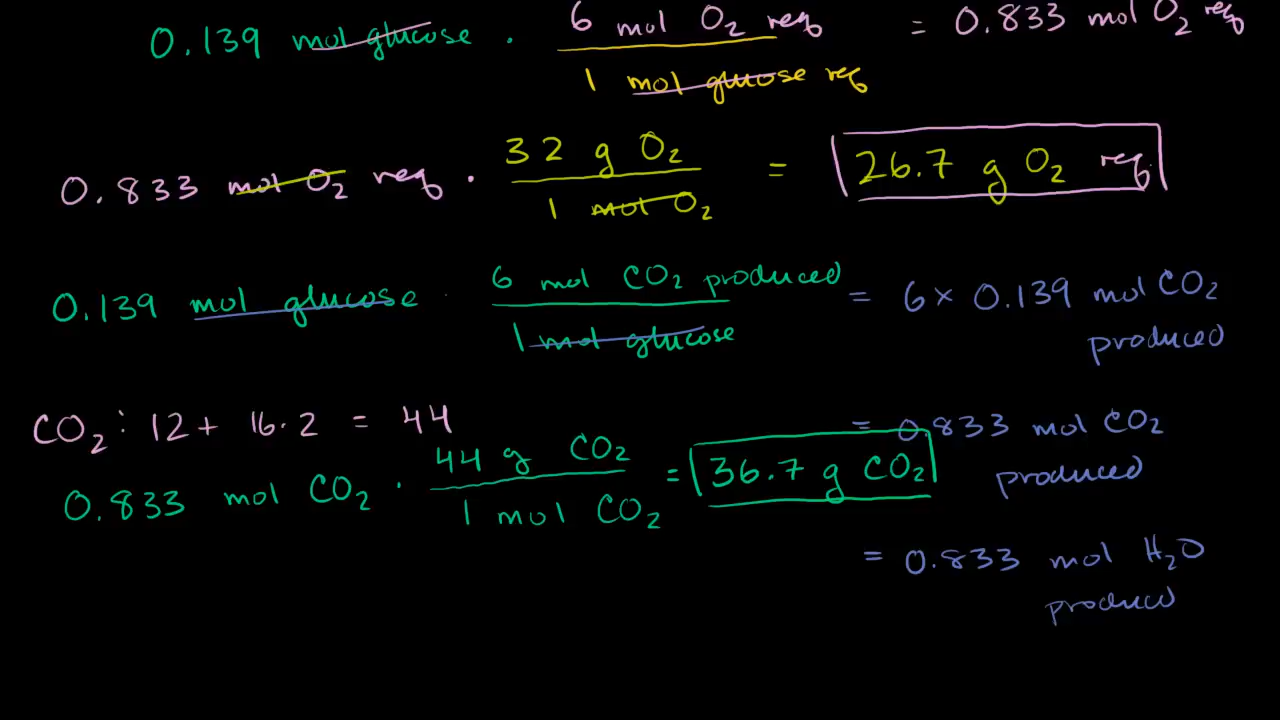 0.139 mol glucose · 6 mol O₂ req / 1 mol glucose req = 0.833 mol O₂ req
0.833 mol O₂ req · 32 g O₂ / 1 mol O₂ = 26.7 g O₂ req
0.139 mol glucose · 6 mol CO₂ produced / 1 mol glucose = 6 × 0.139 mol CO₂
produced
CO₂ : 12 + 16·2 = 44
= 0.833 mol CO₂
produced
0.833 mol CO₂ · 44 g CO₂ / 1 mol CO₂ = 36.7 g CO₂
= 0.833 mol H₂O
produced